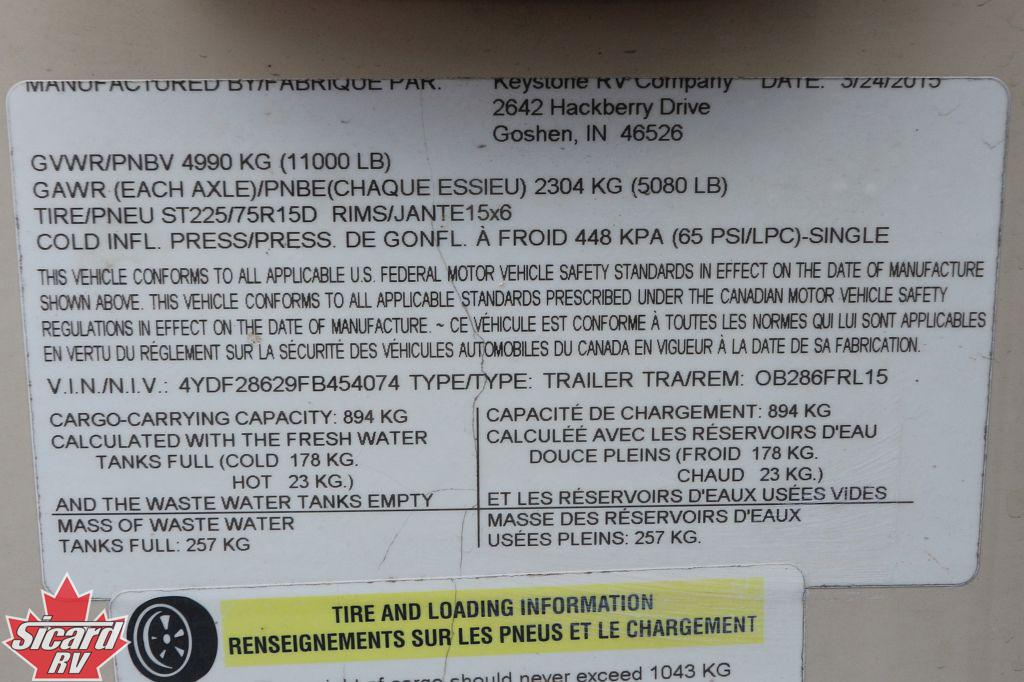 MANUFACTURED BY/FABRIQUE PAR: Keystone RV Company DATE: 3/24/2015
2642 Hackberry Drive
Goshen, IN 46526
GVWR/PNBV 4990 KG (11000 LB)
GAWR (EACH AXLE)/PNBE(CHAQUE ESSIEU) 2304 KG (5080 LB)
TIRE/PNEU ST225/75R15D RIMS/JANTE15x6
COLD INFL. PRESS/PRESS. DE GONFL. À FROID 448 KPA (65 PSI/LPC)-SINGLE
THIS VEHICLE CONFORMS TO ALL APPLICABLE U.S. FEDERAL MOTOR VEHICLE SAFETY STANDARDS IN EFFECT ON THE DATE OF MANUFACTURE
SHOWN ABOVE. THIS VEHICLE CONFORMS TO ALL APPLICABLE STANDARDS PRESCRIBED UNDER THE CANADIAN MOTOR VEHICLE SAFETY
REGULATIONS IN EFFECT ON THE DATE OF MANUFACTURE. ~ CE VÉHICULE EST CONFORME À TOUTES LES NORMES QUI LUI SONT APPLICABLES
EN VERTU DU RÉGLEMENT SUR LA SÉCURITÉ DES VÉHICULES AUTOMOBILES DU CANADA EN VIGUEUR À LA DATE DE SA FABRICATION.
V.I.N./N.I.V.: 4YDF28629FB454074 TYPE/TYPE: TRAILER TRA/REM: OB286FRL15
CARGO-CARRYING CAPACITY: 894 KG
CALCULATED WITH THE FRESH WATER
TANKS FULL (COLD 178 KG.
HOT 23 KG.)
AND THE WASTE WATER TANKS EMPTY
MASS OF WASTE WATER
TANKS FULL: 257 KG
CAPACITÉ DE CHARGEMENT: 894 KG
CALCULÉÉ AVEC LES RÉSERVOIRS D'EAU
DOUCE PLEINS (FROID 178 KG.
CHAUD 23 KG.)
ET LES RÉSERVOIRS D'EAUX USÉES VIDES
MASSE DES RÉSERVOIRS D'EAUX
USÉES PLEINS: 257 KG.
TIRE AND LOADING INFORMATION
RENSEIGNEMENTS SUR LES PNEUS ET LE CHARGEMENT
of cargo should never exceed 1043 KG
Sicard
RV